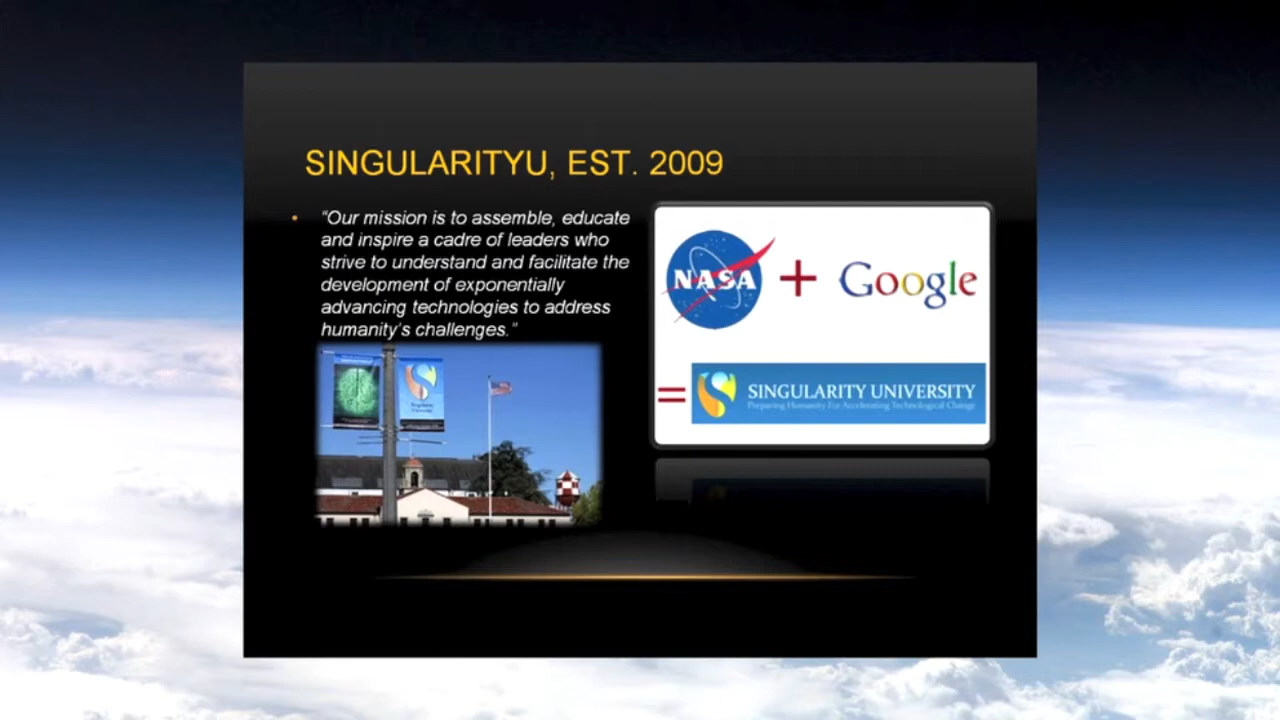 SINGULARITYU, EST. 2009
• "Our mission is to assemble, educate
and inspire a cadre of leaders who
strive to understand and facilitate the
development of exponentially
advancing technologies to address
humanity's challenges."
NASA + Google
= SINGULARITY UNIVERSITY
Preparing Humanity For Accelerating Technological Change
Singularity
University